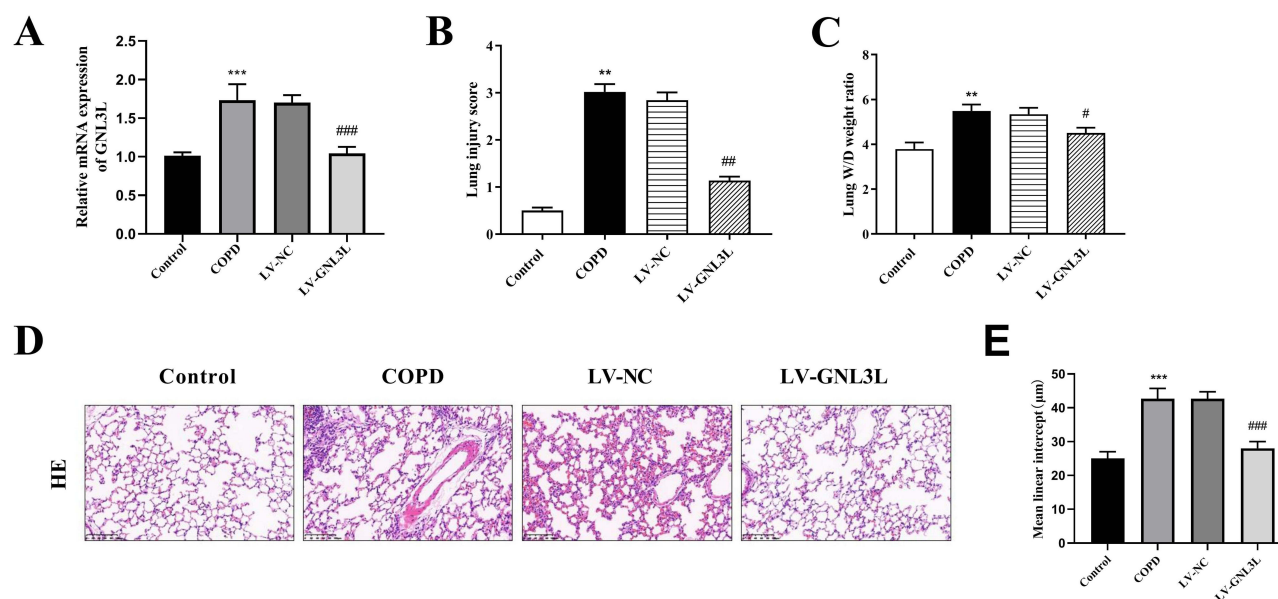 A
Relative mRNA expression
of GNL3L
2.5
2.0
1.5
1.0
0.5
0.0
***
###
Control
COPD
LV-NC
LV-GNL3L
B
Lung injury score
4
3
2
1
0
**
##
Control
COPD
LV-NC
LV-GNL3L
C
Lung W/D weight ratio
8
6
4
2
0
**
#
Control
COPD
LV-NC
LV-GNL3L
D
Control
COPD
LV-NC
LV-GNL3L
HE
E
Mean linear intercept (μm)
50
40
30
20
10
0
***
###
Control
COPD
LV-NC
LV-GNL3L